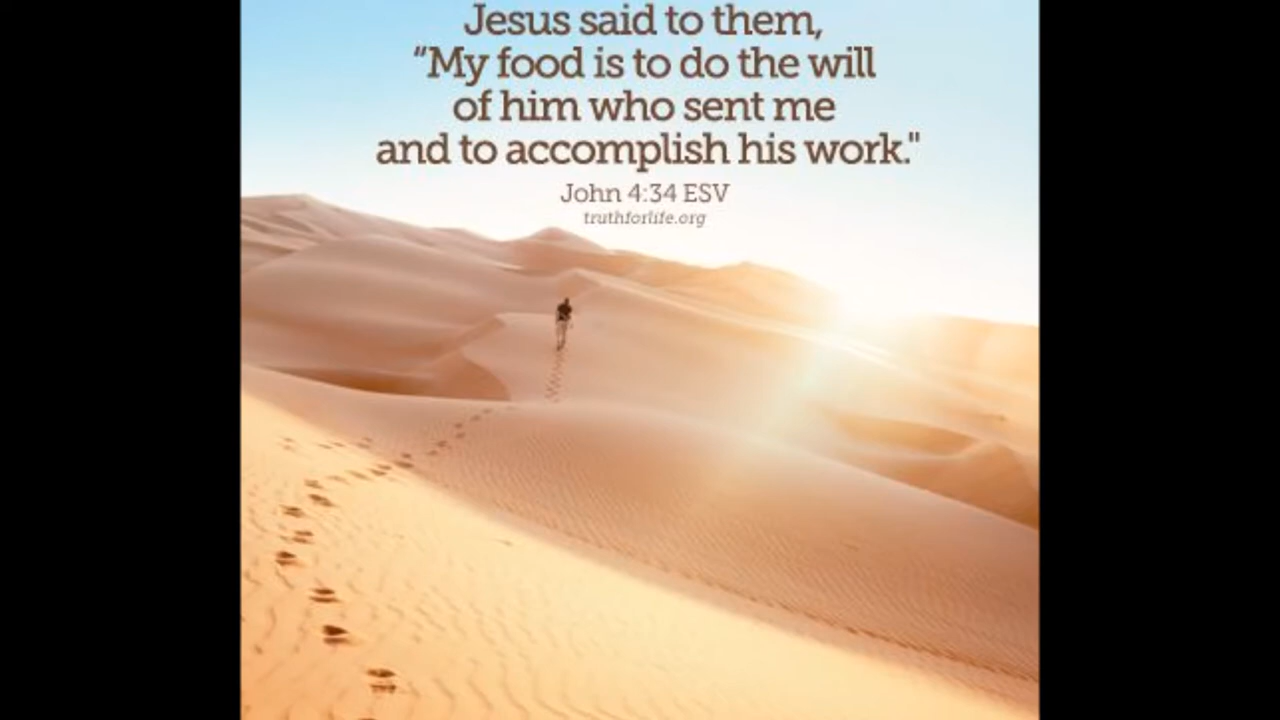 Jesus said to them,
“My food is to do the will
of him who sent me
and to accomplish his work."
John 4:34 ESV
truthforlife.org